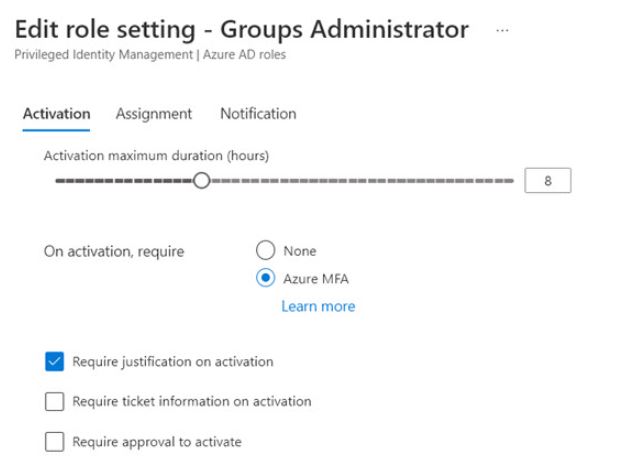 Edit role setting - Groups Administrator ...
Privileged Identity Management | Azure AD roles
Activation Assignment Notification
Activation maximum duration (hours)
8
On activation, require
None
Azure MFA
Learn more
Require justification on activation
Require ticket information on activation
Require approval to activate